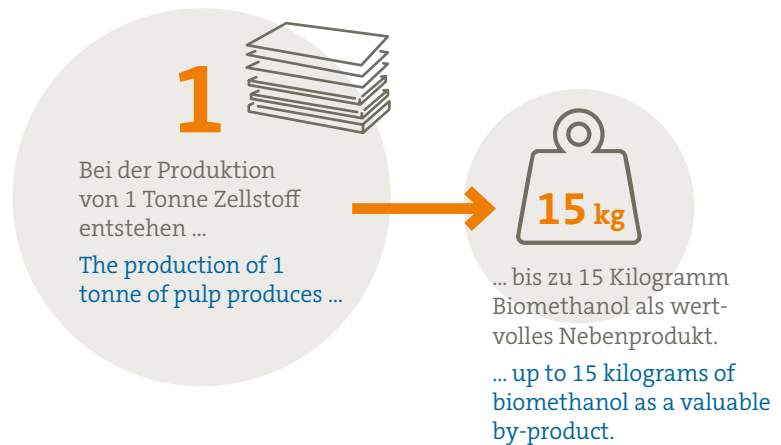 1
Bei der Produktion
von 1 Tonne Zellstoff
entstehen ...
The production of 1
tonne of pulp produces ...
15 kg
... bis zu 15 Kilogramm
Biomethanol als wert-
volles Nebenprodukt.
... up to 15 kilograms of
biomethanol as a valuable
by-product.